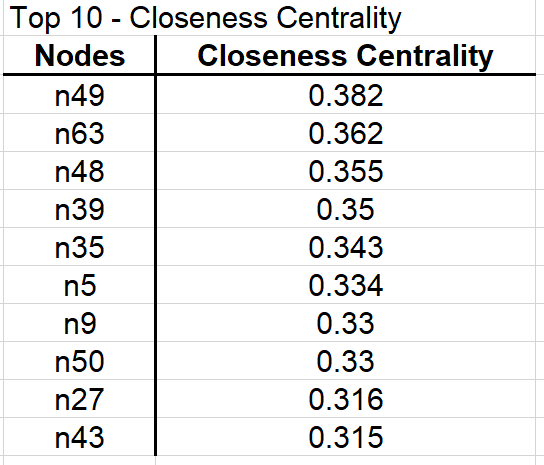 Top 10 - Closeness Centrality
Nodes Closeness Centrality
n49 0.382
n63 0.362
n48 0.355
n39 0.35
n35 0.343
n5 0.334
n9 0.33
n50 0.33
n27 0.316
n43 0.315